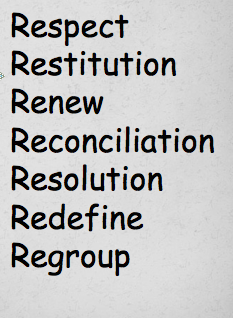 Respect
Restitution
Renew
Reconciliation
Resolution
Redefine
Regroup